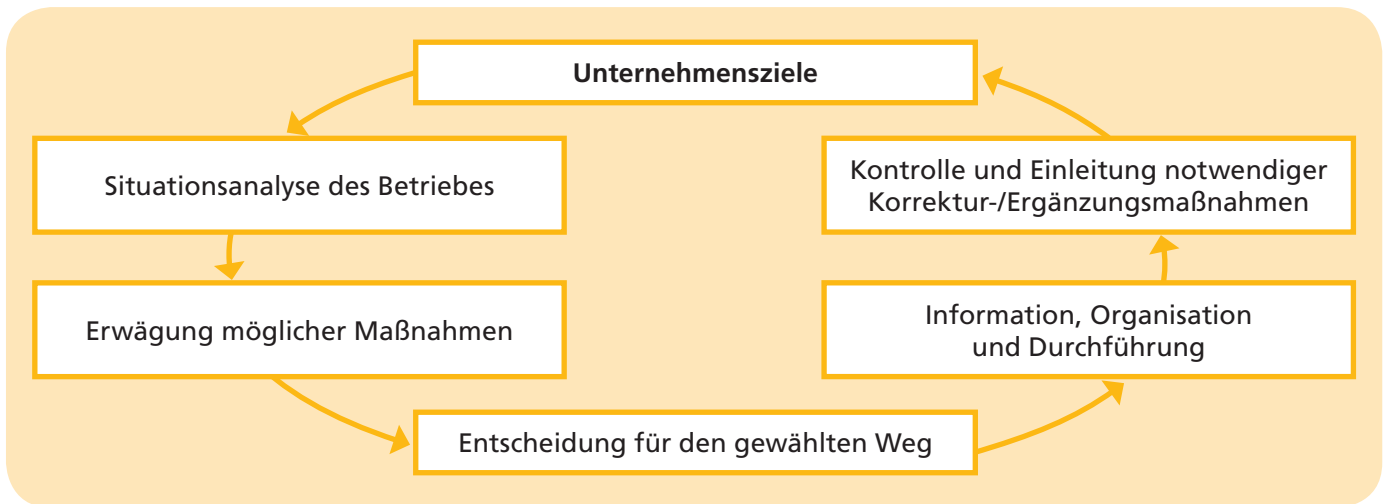 Unternehmensziele
Situationsanalyse des Betriebes
Erwägung möglicher Maßnahmen
Entscheidung für den gewählten Weg
Information, Organisation
und Durchführung
Kontrolle und Einleitung notwendiger
Korrektur-/Ergänzungsmaßnahmen